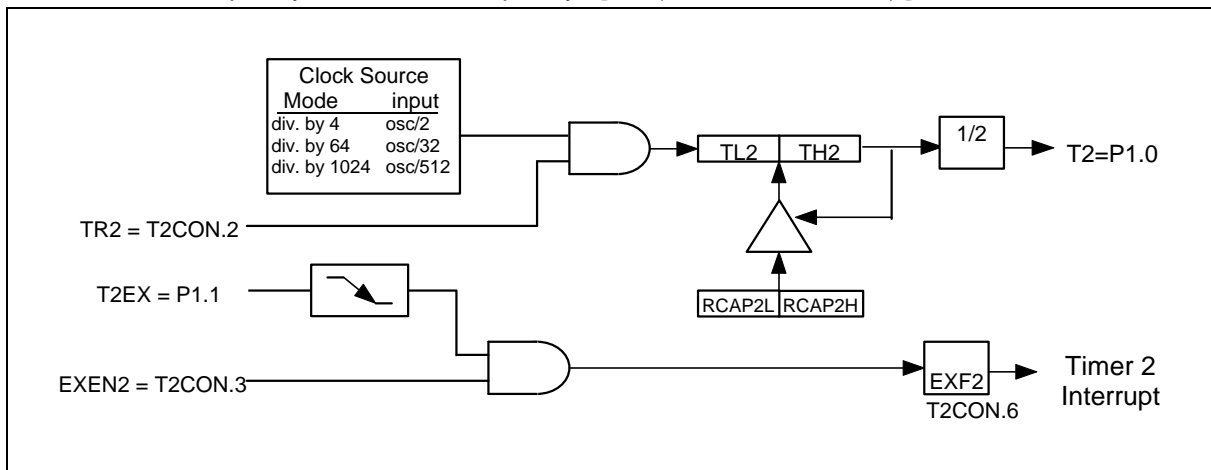 Clock Source
Mode input
div. by 4 osc/2
div. by 64 osc/32
div. by 1024 osc/512
TL2 TH2
1/2
T2=P1.0
TR2 = T2CON.2
T2EX = P1.1
RCAP2L RCAP2H
EXEN2 = T2CON.3
EXF2
T2CON.6
Timer 2
Interrupt